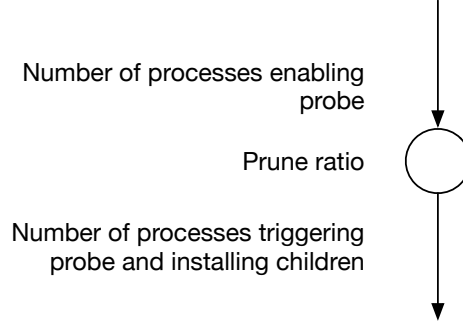 Number of processes enabling
probe
Prune ratio
Number of processes triggering
probe and installing children